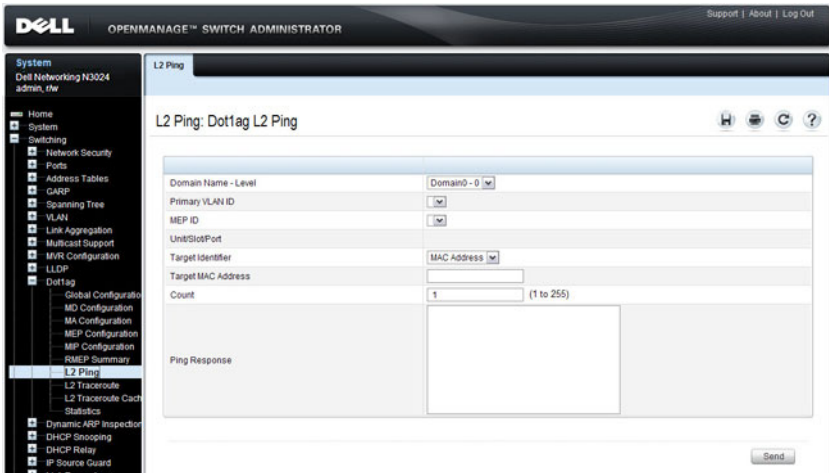 Support | About | Log Out
DELL OPENMANAGE™ SWITCH ADMINISTRATOR
System
Dell Networking N3024
admin, r/w
Home
System
Switching
Network Security
Ports
Address Tables
GARP
Spanning Tree
VLAN
Link Aggregation
Multicast Support
MVR Configuration
LLDP
Dot1ag
Global Configuratio
MD Configuration
MA Configuration
MEP Configuration
MIP Configuration
RMEP Summary
L2 Ping
L2 Traceroute
L2 Traceroute Cach
Statistics
Dynamic ARP Inspection
DHCP Snooping
DHCP Relay
IP Source Guard
L2 Ping
L2 Ping: Dot1ag L2 Ping
Domain Name - Level Domain0 - 0
Primary VLAN ID
MEP ID
Unit/Slot/Port
Target Identifier MAC Address
Target MAC Address
Count 1 (1 to 255)
Ping Response
Send